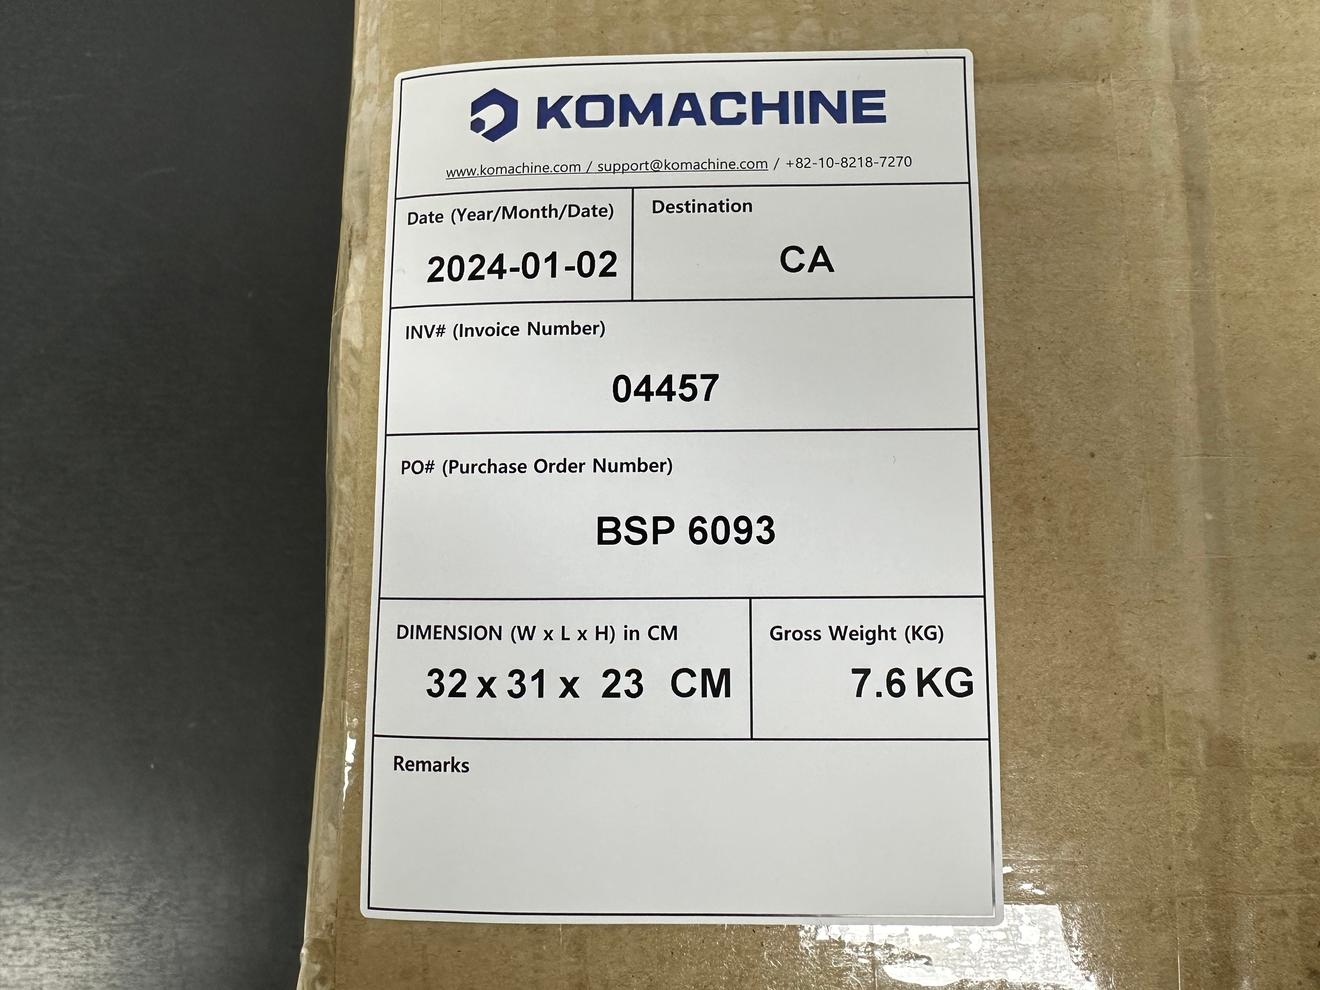 KOMACHINE
www.komachine.com / support@komachine.com / +82-10-8218-7270
Date (Year/Month/Date)
2024-01-02
Destination
CA
INV# (Invoice Number)
04457
PO# (Purchase Order Number)
BSP 6093
DIMENSION (W x L x H) in CM
32 x 31 x 23 CM
Gross Weight (KG)
7.6 KG
Remarks